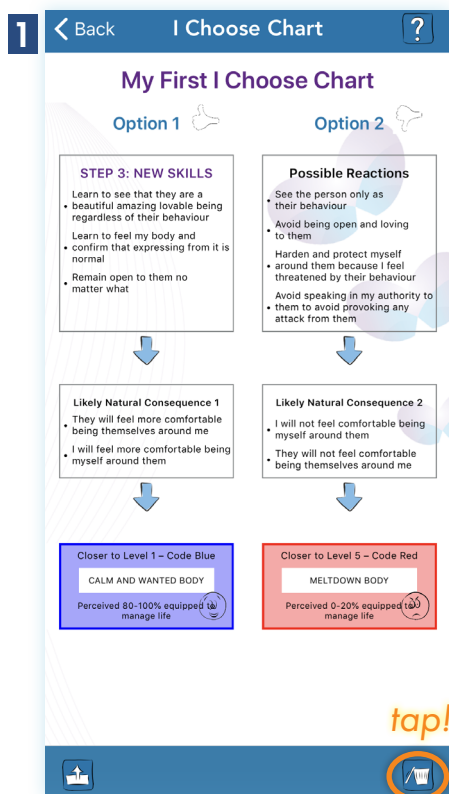 1
Back
I Choose Chart
?
My First I Choose Chart
Option 1
Option 2
STEP 3: NEW SKILLS
Learn to see that they are a
• beautiful amazing lovable being
regardless of their behaviour
Learn to feel my body and
• confirm that expressing from it is
normal
• Remain open to them no
matter what
Possible Reactions
• See the person only as
their behaviour
• Avoid being open and loving
to them
Harden and protect myself
• around them because I feel
threatened by their behaviour
Avoid speaking in my authority to
• them to avoid provoking any
attack from them
Likely Natural Consequence 1
• They will feel more comfortable
being themselves around me
• I will feel more comfortable being
myself around them
Likely Natural Consequence 2
• I will not feel comfortable being
myself around them
• They will not feel comfortable
being themselves around me
Closer to Level 1 – Code Blue
CALM AND WANTED BODY
Perceived 80-100% equipped to
manage life
Closer to Level 5 – Code Red
MELTDOWN BODY
Perceived 0-20% equipped to
manage life
tap!